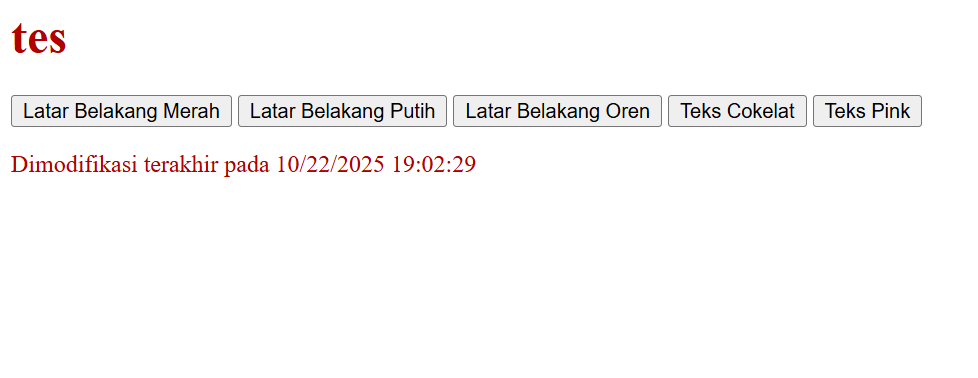 tes
Latar Belakang Merah Latar Belakang Putih Latar Belakang Oren Teks Cokelat Teks Pink
Dimodifikasi terakhir pada 10/22/2025 19:02:29